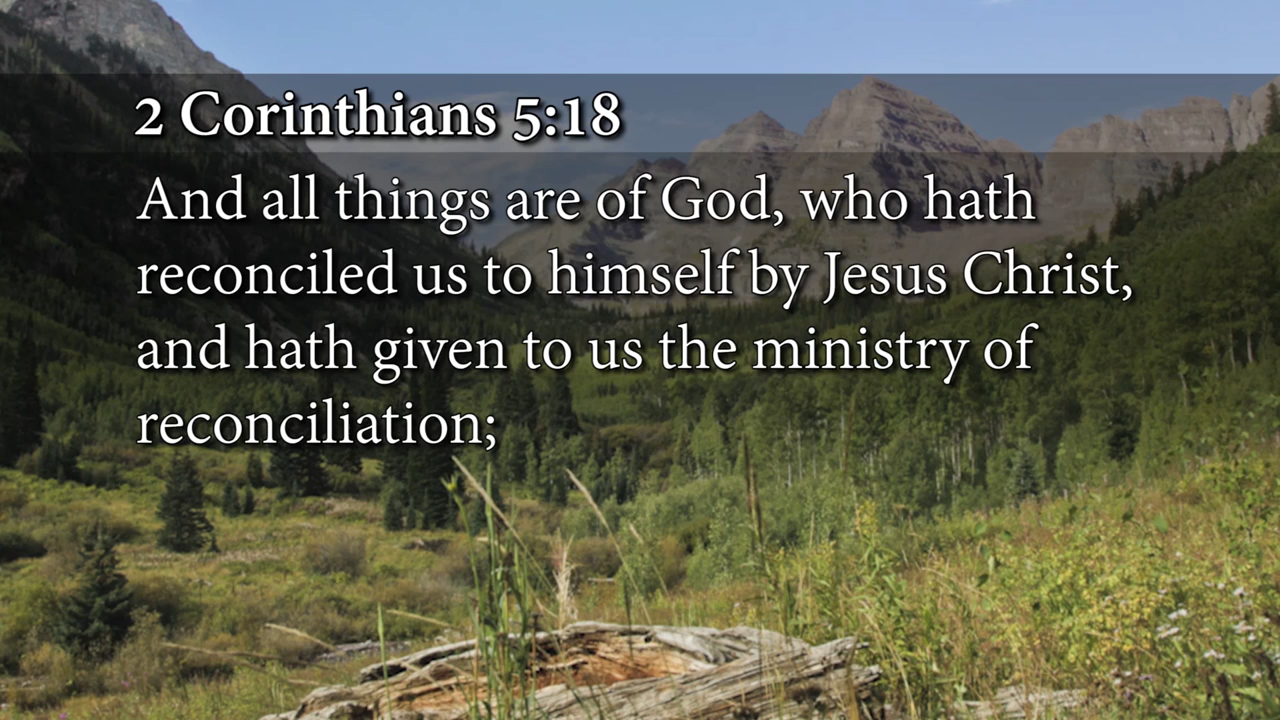 2 Corinthians 5:18
And all things are of God, who hath
reconciled us to himself by Jesus Christ,
and hath given to us the ministry of
reconciliation;